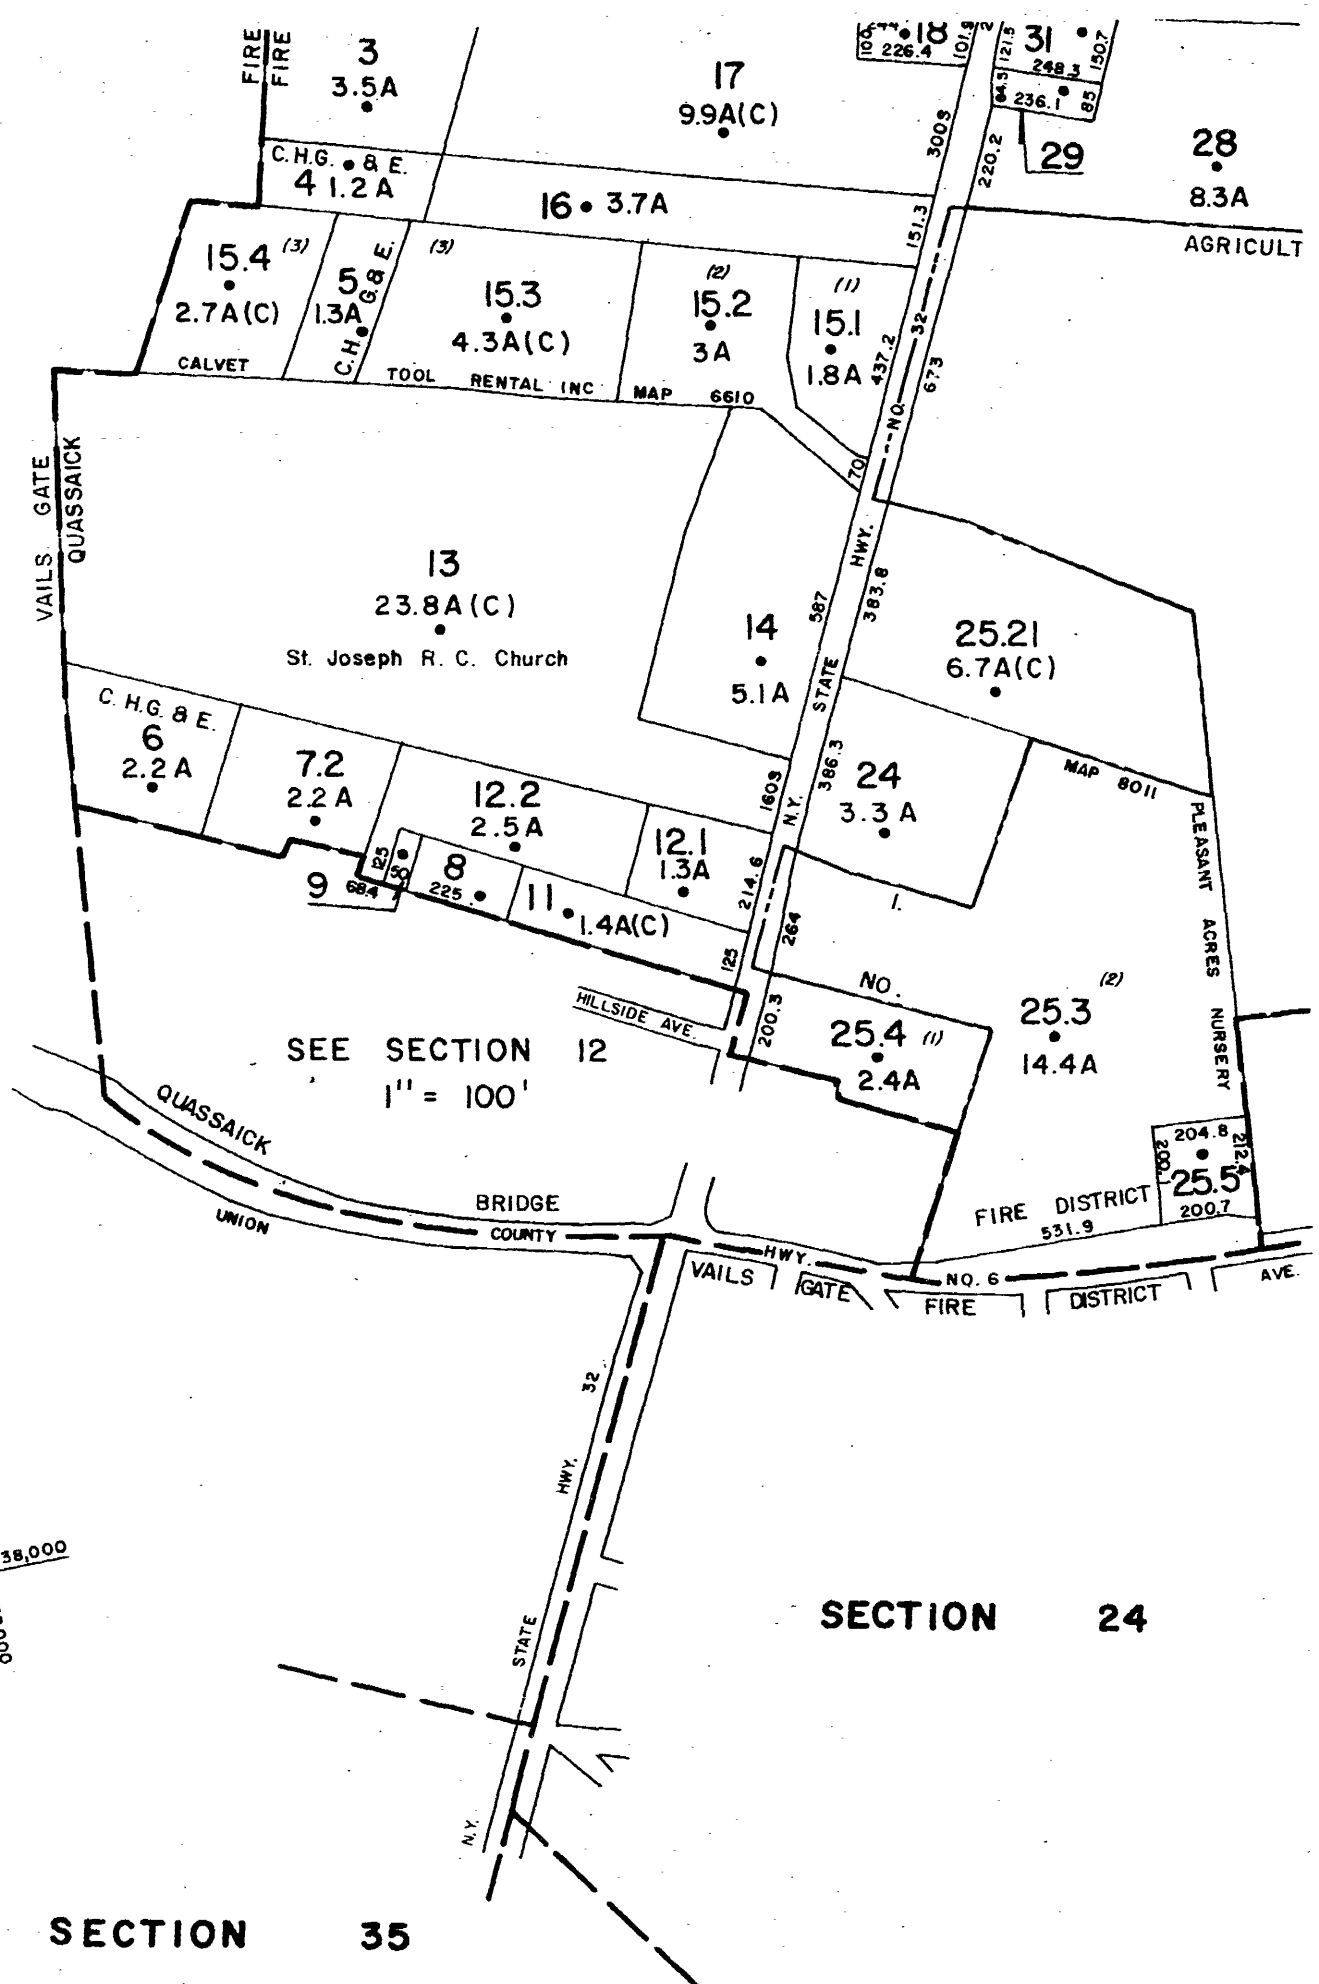 FIRE
FIRE
3
3.5A
17
9.9A(C)
18
100
226.4
101.9
2
31
121.5
150.7
248.3
64.5
236.1
85
29
28
8.3A
AGRICULT
300S
220.2
C.H.G. & E.
4 1.2A
16 3.7A
151.3
15.4 (3)
2.7A(C)
5
1.3A
C.H. G.& E.
(3)
15.3
4.3A(C)
(2)
15.2
3A
(1)
15.1
1.8A
437.2
NO. 32
673
CALVET TOOL RENTAL INC MAP 6610
70
VAILS GATE
QUASSAICK
13
23.8A(C)
St. Joseph R. C. Church
14
5.1A
587
HWY.
383.8
STATE
25.21
6.7A(C)
C. H.G. & E.
6
2.2A
7.2
2.2A
12.2
2.5A
12.1
1.3A
160S
N.Y.
386.3
24
3.3A
MAP 8011
PLEASANT ACRES NURSERY
9
68.4
125
50
8
225
11
1.4A(C)
214.6
264
125
I.
NO.
HILLSIDE AVE.
200.3
25.4 (1)
2.4A
25.3 (2)
14.4A
SEE SECTION 12
1" = 100'
QUASSAICK BRIDGE
UNION
COUNTY HWY. NO. 6
204.8
200.1
212.4
25.5
200.7
FIRE DISTRICT
531.9
VAILS GATE FIRE DISTRICT
AVE.
32
HWY.
STATE
N.Y.
38,000
SECTION 24
SECTION 35